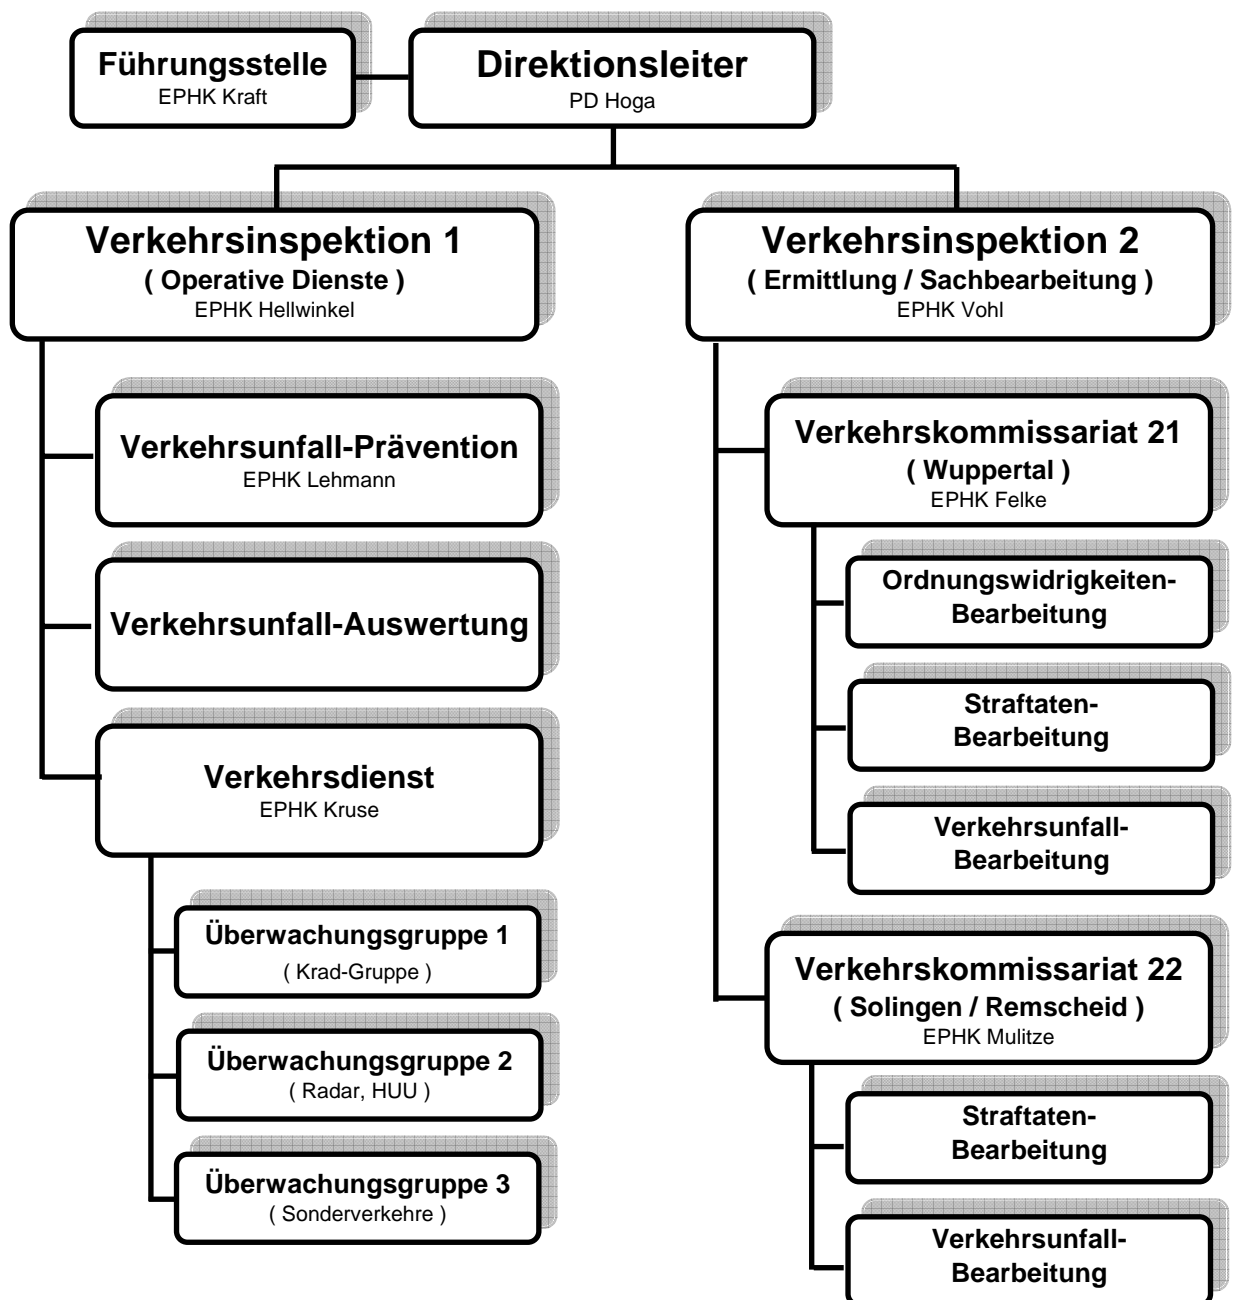 Führungsstelle
EPHK Kraft
Direktionsleiter
PD Hoga
Verkehrsinspektion 1
( Operative Dienste )
EPHK Hellwinkel
Verkehrsunfall-Prävention
EPHK Lehmann
Verkehrsunfall-Auswertung
Verkehrsdienst
EPHK Kruse
Überwachungsgruppe 1
( Krad-Gruppe )
Überwachungsgruppe 2
( Radar, HUU )
Überwachungsgruppe 3
( Sonderverkehre )
Verkehrsinspektion 2
( Ermittlung / Sachbearbeitung )
EPHK Vohl
Verkehrskommissariat 21
( Wuppertal )
EPHK Felke
Ordnungswidrigkeiten-
Bearbeitung
Straftaten-
Bearbeitung
Verkehrsunfall-
Bearbeitung
Verkehrskommissariat 22
( Solingen / Remscheid )
EPHK Mulitze
Straftaten-
Bearbeitung
Verkehrsunfall-
Bearbeitung